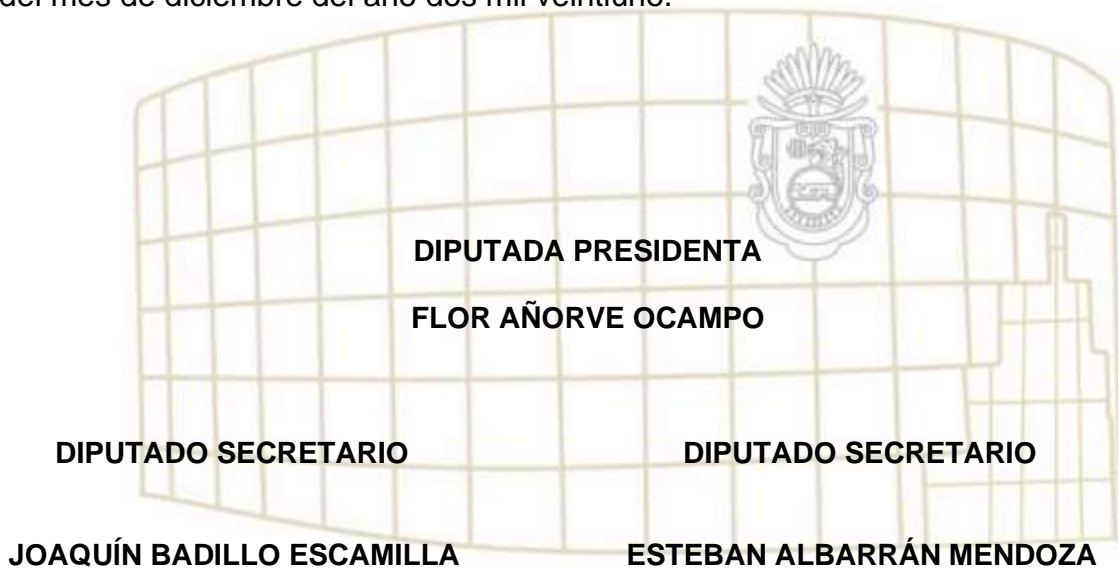 del mes de diciembre del año dos mil veintiuno.
DIPUTADA PRESIDENTA
FLOR AÑORVE OCAMPO
DIPUTADO SECRETARIO DIPUTADO SECRETARIO
JOAQUÍN BADILLO ESCAMILLA ESTEBAN ALBARRÁN MENDOZA